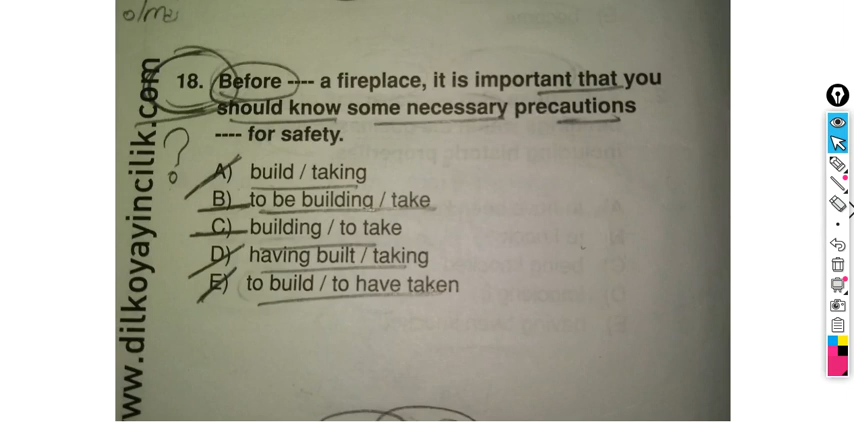 o/mez
www.dilkoyayincilik.com
18. Before ---- a fireplace, it is important that you
should know some necessary precautions
---- for safety.
?
A) build / taking
B) to be building / take
C) building / to take
D) having built / taking
E) to build / to have taken